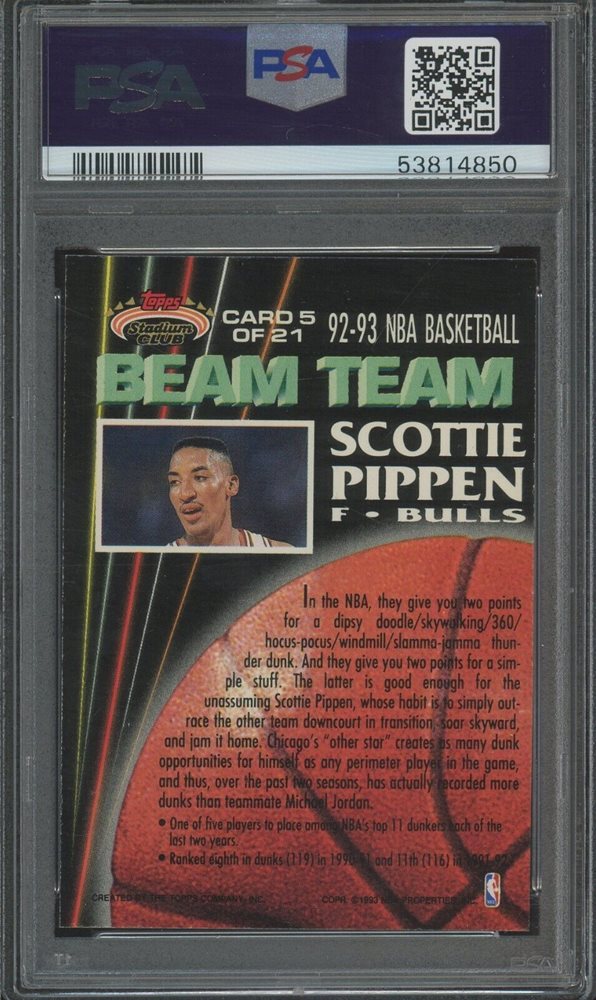 PSA
PSA
53814850
Topps
Stadium
CLUB
CARD 5
OF 21
92-93 NBA BASKETBALL
BEAM TEAM
SCOTTIE
PIPPEN
F • BULLS
In the NBA, they give you two points
for a dipsy doodle/skywalking/360/
hocus-pocus/windmill/slamma-jamma thun-
der dunk. And they give you two points for a sim-
ple stuff. The latter is good enough for the
unassuming Scottie Pippen, whose habit is to simply out-
race the other team downcourt in transition, soar skyward,
and jam it home. Chicago's "other star" creates as many dunk
opportunities for himself as any perimeter player in the game,
and thus, over the past two seasons, has actually recorded more
dunks than teammate Michael Jordan.
• One of five players to place among NBA's top 11 dunkers each of the
last two years.
• Ranked eighth in dunks (119) in 1990-91 and 11th (116) in 1991-92.
CREATED BY THE TOPPS COMPANY, INC.
COPR. ©1993 NBA PROPERTIES, INC.
PSA